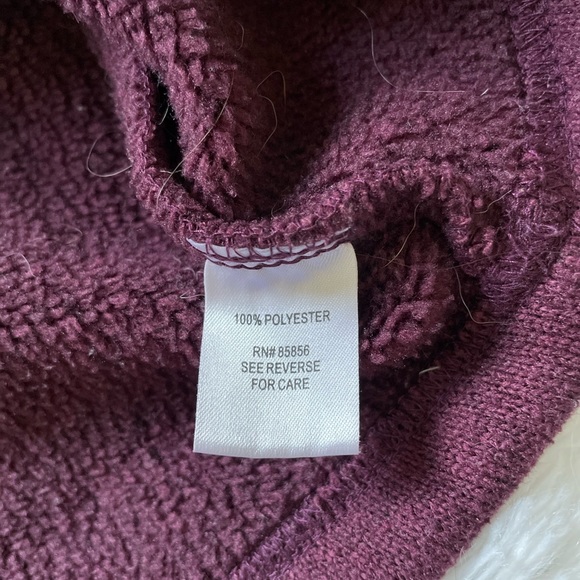 100% POLYESTER
RN# 85856
SEE REVERSE
FOR CARE